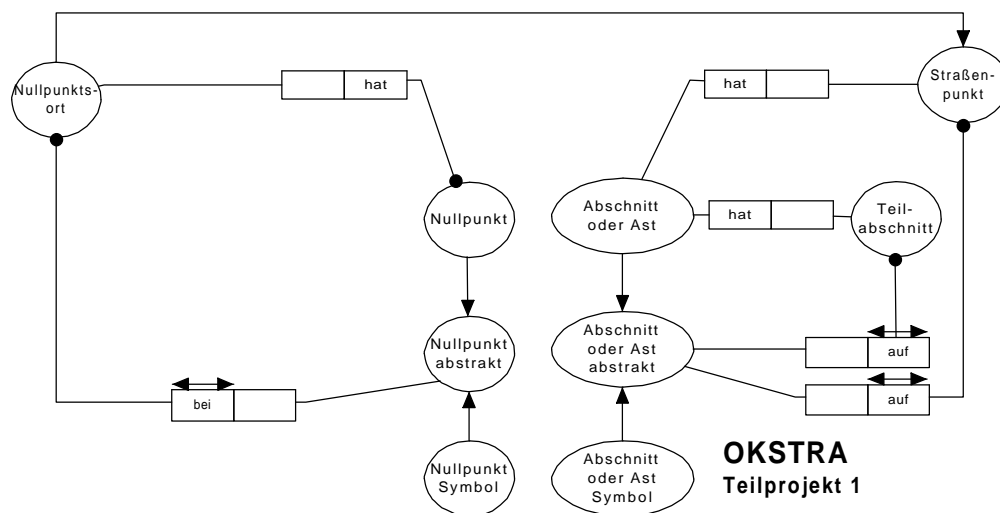 Nullpunkts-
ort
hat
hat
Straßen-
punkt
Nullpunkt
Abschnitt
oder Ast
hat
Teil-
abschnitt
Nullpunkt
abstrakt
Abschnitt
oder Ast
abstrakt
auf
bei
auf
Nullpunkt
Symbol
Abschnitt
oder Ast
Symbol
OKSTRA
Teilprojekt 1